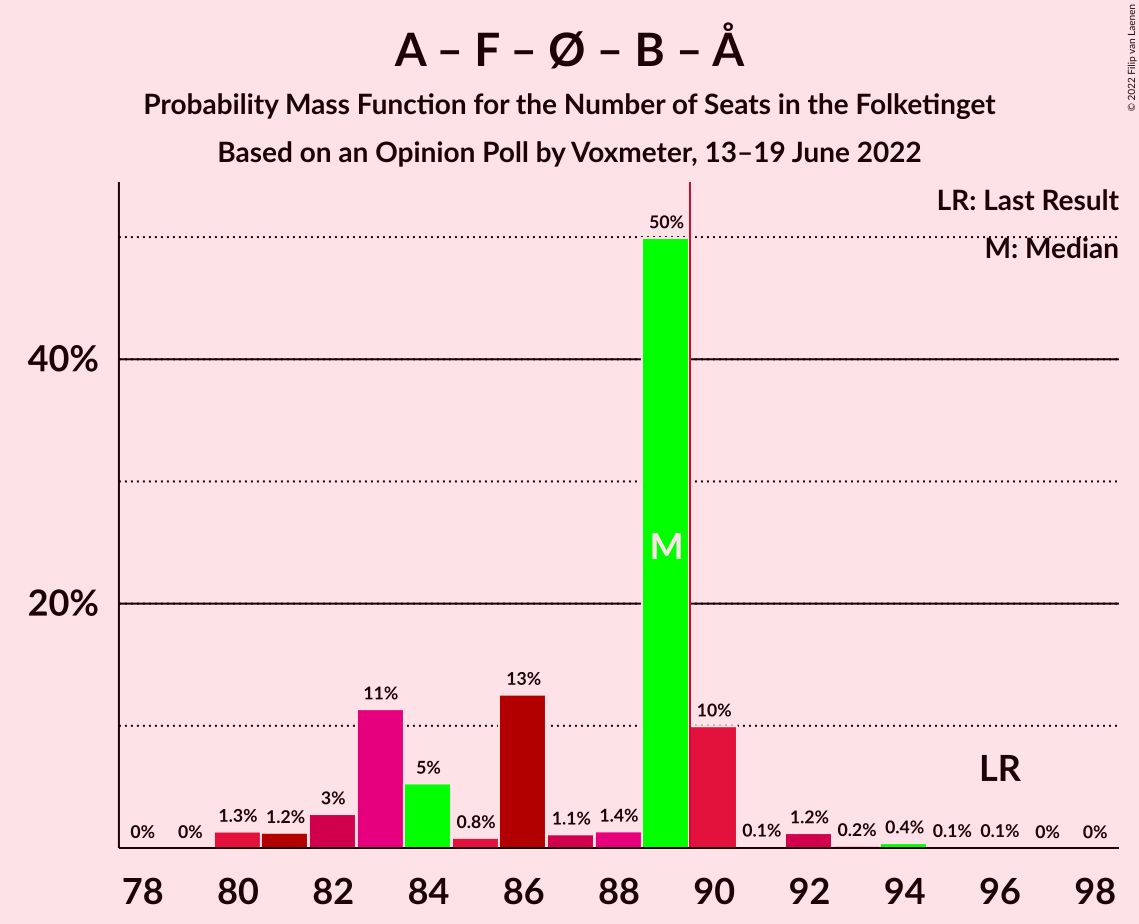 A – F – Ø – B – Å
Probability Mass Function for the Number of Seats in the Folketinget
Based on an Opinion Poll by Voxmeter, 13–19 June 2022
© 2022 Filip van Laenen
LR: Last Result
M: Median
50%
40%
M
20%
13%
11%
10%
5%
LR
3%
1.3%
1.2%
0.8%
1.1%
1.4%
1.2%
0%
0%
0.1%
0.2%
0.4%
0.1%
0.1%
0%
0%
78 80 82 84 86 88 90 92 94 96 98